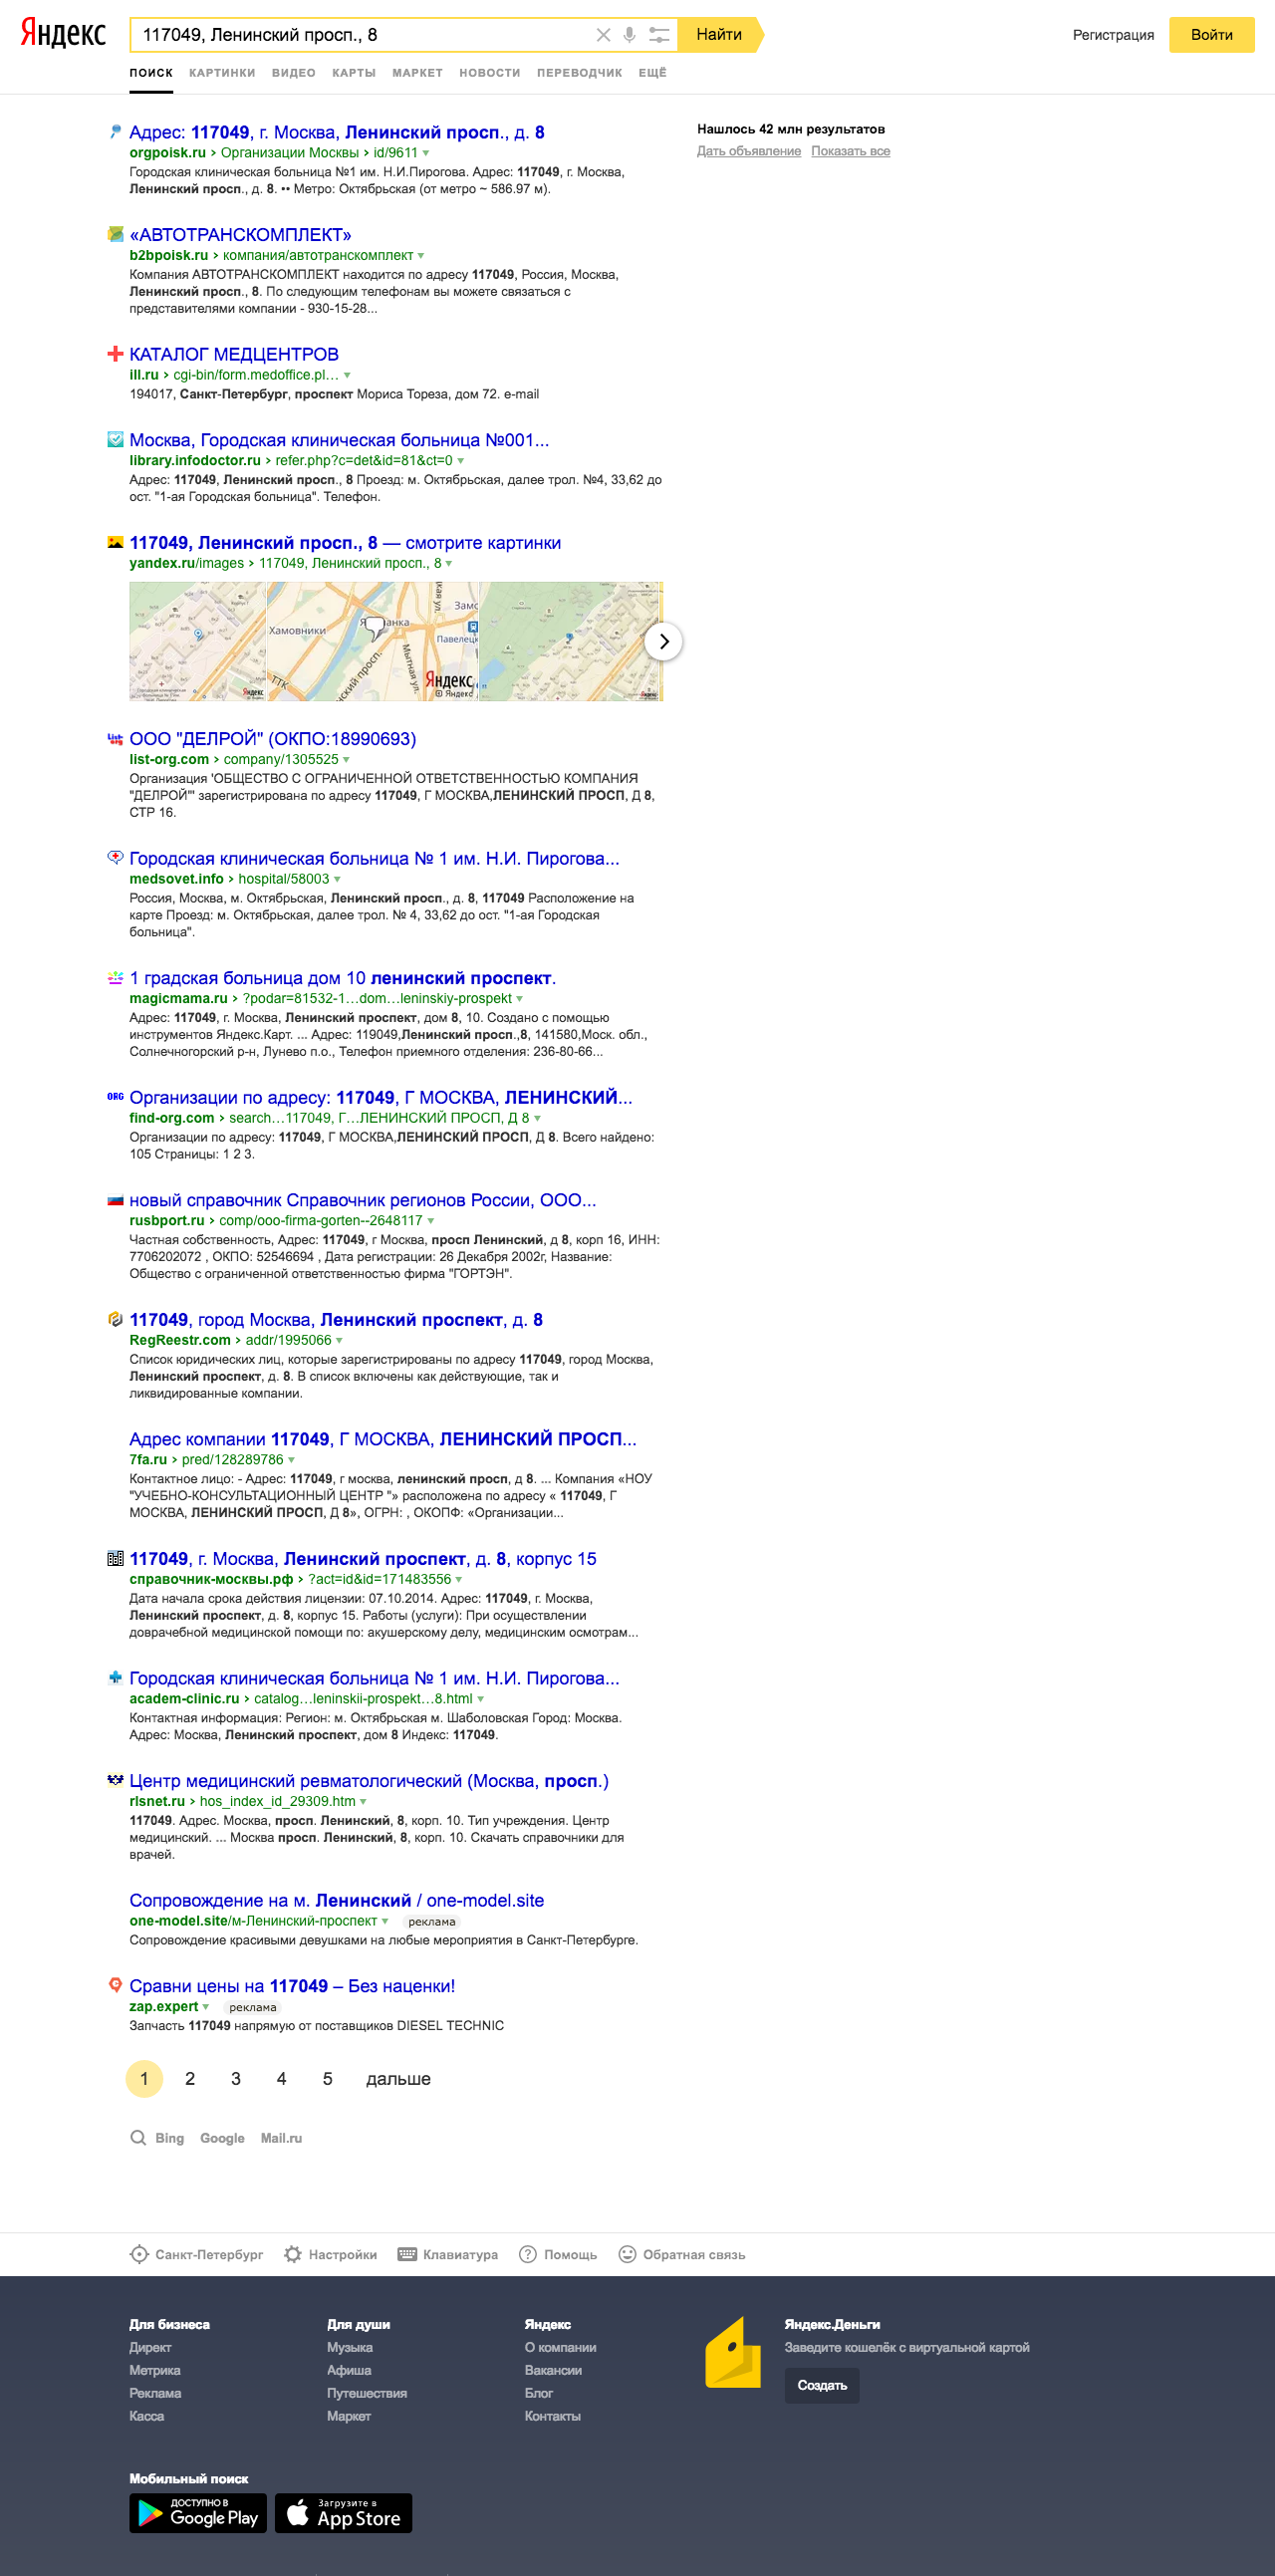 Яндекс
117049, Ленинский просп., 8
Найти
Регистрация
Войти
ПОИСК КАРТИНКИ ВИДЕО КАРТЫ МАРКЕТ НОВОСТИ ПЕРЕВОДЧИК ЕЩЁ
Адрес: 117049, г. Москва, Ленинский просп., д. 8
orgpoisk.ru › Организации Москвы › id/9611
Городская клиническая больница №1 им. Н.И.Пирогова. Адрес: 117049, г. Москва,
Ленинский просп., д. 8. •• Метро: Октябрьская (от метро ~ 586.97 м).
Нашлось 42 млн результатов
Дать объявление Показать все
«АВТОТРАНСКОМПЛЕКТ»
b2bpoisk.ru › компания/автотранскомплект
Компания АВТОТРАНСКОМПЛЕКТ находится по адресу 117049, Россия, Москва,
Ленинский просп., 8. По следующим телефонам вы можете связаться с
представителями компании - 930-15-28...
КАТАЛОГ МЕДЦЕНТРОВ
ill.ru › cgi-bin/form.medoffice.pl…
194017, Санкт-Петербург, проспект Мориса Тореза, дом 72. e-mail
Москва, Городская клиническая больница №001...
library.infodoctor.ru › refer.php?c=det&id=81&ct=0
Адрес: 117049, Ленинский просп., 8 Проезд: м. Октябрьская, далее трол. №4, 33,62 до
ост. "1-ая Городская больница". Телефон.
117049, Ленинский просп., 8 — смотрите картинки
yandex.ru/images › 117049, Ленинский просп., 8
Хамовники
Павелец
Мытная ул.
ТТК
Яндекс
© Яндекс
Яндекс
ООО "ДЕЛРОЙ" (ОКПО:18990693)
list-org.com › company/1305525
Организация 'ОБЩЕСТВО С ОГРАНИЧЕННОЙ ОТВЕТСТВЕННОСТЬЮ КОМПАНИЯ
"ДЕЛРОЙ"' зарегистрирована по адресу 117049, Г МОСКВА,ЛЕНИНСКИЙ ПРОСП, Д 8,
СТР 16.
Городская клиническая больница № 1 им. Н.И. Пирогова...
medsovet.info › hospital/58003
Россия, Москва, м. Октябрьская, Ленинский просп., д. 8, 117049 Расположение на
карте Проезд: м. Октябрьская, далее трол. № 4, 33,62 до ост. "1-ая Городская
больница".
1 градская больница дом 10 ленинский проспект.
magicmama.ru › ?podar=81532-1…dom…leninskiy-prospekt
Адрес: 117049, г. Москва, Ленинский проспект, дом 8, 10. Создано с помощью
инструментов Яндекс.Карт. ... Адрес: 119049,Ленинский просп.,8, 141580,Моск. обл.,
Солнечногорский р-н, Лунево п.о., Телефон приемного отделения: 236-80-66...
Организации по адресу: 117049, Г МОСКВА, ЛЕНИНСКИЙ...
find-org.com › search…117049, Г…ЛЕНИНСКИЙ ПРОСП, Д 8
Организации по адресу: 117049, Г МОСКВА,ЛЕНИНСКИЙ ПРОСП, Д 8. Всего найдено:
105 Страницы: 1 2 3.
новый справочник Справочник регионов России, ООО...
rusbport.ru › comp/ooo-firma-gorten--2648117
Частная собственность, Адрес: 117049, г Москва, просп Ленинский, д 8, корп 16, ИНН:
7706202072 , ОКПО: 52546694 , Дата регистрации: 26 Декабря 2002г, Название:
Общество с ограниченной ответственностью фирма "ГОРТЭН".
117049, город Москва, Ленинский проспект, д. 8
RegReestr.com › addr/1995066
Список юридических лиц, которые зарегистрированы по адресу 117049, город Москва,
Ленинский проспект, д. 8. В список включены как действующие, так и
ликвидированные компании.
Адрес компании 117049, Г МОСКВА, ЛЕНИНСКИЙ ПРОСП...
7fa.ru › pred/128289786
Контактное лицо: - Адрес: 117049, г москва, ленинский просп, д 8. ... Компания «НОУ
"УЧЕБНО-КОНСУЛЬТАЦИОННЫЙ ЦЕНТР "» расположена по адресу « 117049, Г
МОСКВА, ЛЕНИНСКИЙ ПРОСП, Д 8», ОГРН: , ОКОПФ: «Организации...
117049, г. Москва, Ленинский проспект, д. 8, корпус 15
справочник-москвы.рф › ?act=id&id=171483556
Дата начала срока действия лицензии: 07.10.2014. Адрес: 117049, г. Москва,
Ленинский проспект, д. 8, корпус 15. Работы (услуги): При осуществлении
доврачебной медицинской помощи по: акушерскому делу, медицинским осмотрам...
Городская клиническая больница № 1 им. Н.И. Пирогова...
academ-clinic.ru › catalog…leninskii-prospekt…8.html
Контактная информация: Регион: м. Октябрьская м. Шаболовская Город: Москва.
Адрес: Москва, Ленинский проспект, дом 8 Индекс: 117049.
Центр медицинский ревматологический (Москва, просп.)
rlsnet.ru › hos_index_id_29309.htm
117049. Адрес. Москва, просп. Ленинский, 8, корп. 10. Тип учреждения. Центр
медицинский. ... Москва просп. Ленинский, 8, корп. 10. Скачать справочники для
врачей.
Сопровождение на м. Ленинский / one-model.site
one-model.site/м-Ленинский-проспект реклама
Сопровождение красивыми девушками на любые мероприятия в Санкт-Петербурге.
Сравни цены на 117049 – Без наценки!
zap.expert реклама
Запчасть 117049 напрямую от поставщиков DIESEL TECHNIC
1 2 3 4 5 дальше
Bing Google Mail.ru
Санкт-Петербург Настройки Клавиатура Помощь Обратная связь
Для бизнеса
Директ
Метрика
Реклама
Касса
Для души
Музыка
Афиша
Путешествия
Маркет
Яндекс
О компании
Вакансии
Блог
Контакты
Яндекс.Деньги
Заведите кошелёк с виртуальной картой
Создать
Мобильный поиск
ДОСТУПНО В
Google Play
Загрузите в
App Store